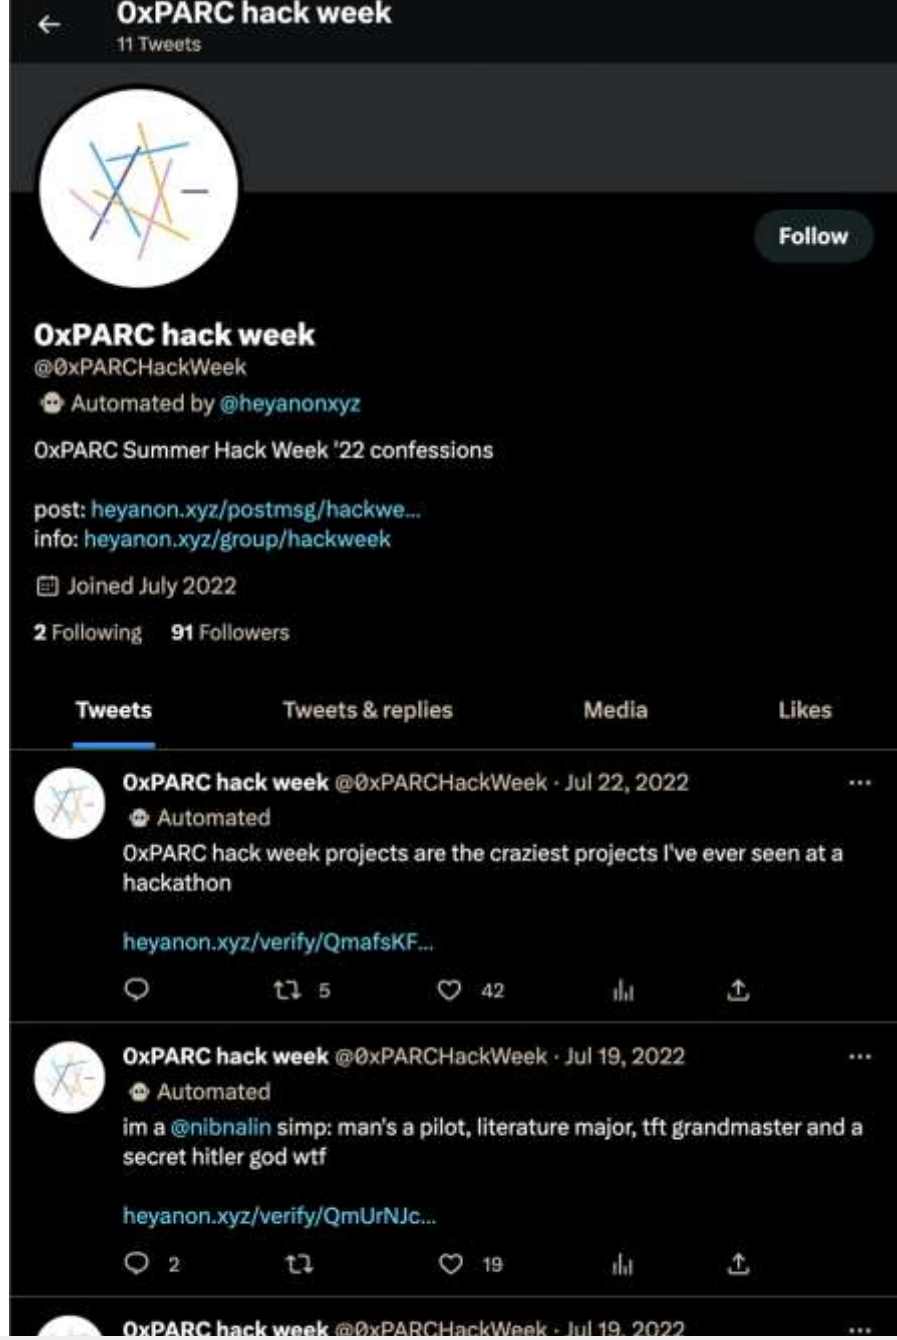 0xPARC hack week
11 Tweets
Follow
0xPARC hack week
@0xPARCHackWeek
Automated by @heyanonxyz
0xPARC Summer Hack Week '22 confessions
post: heyanon.xyz/postmsg/hackwe...
info: heyanon.xyz/group/hackweek
Joined July 2022
2 Following 91 Followers
Tweets Tweets & replies Media Likes
0xPARC hack week @0xPARCHackWeek · Jul 22, 2022
Automated
0xPARC hack week projects are the craziest projects I've ever seen at a
hackathon
heyanon.xyz/verify/QmafsKF...
5 42
0xPARC hack week @0xPARCHackWeek · Jul 19, 2022
Automated
im a @nibnalin simp: man's a pilot, literature major, tft grandmaster and a
secret hitler god wtf
heyanon.xyz/verify/QmUrNJc...
2 19
0xPARC hack week @0xPARCHackWeek · Jul 19, 2022